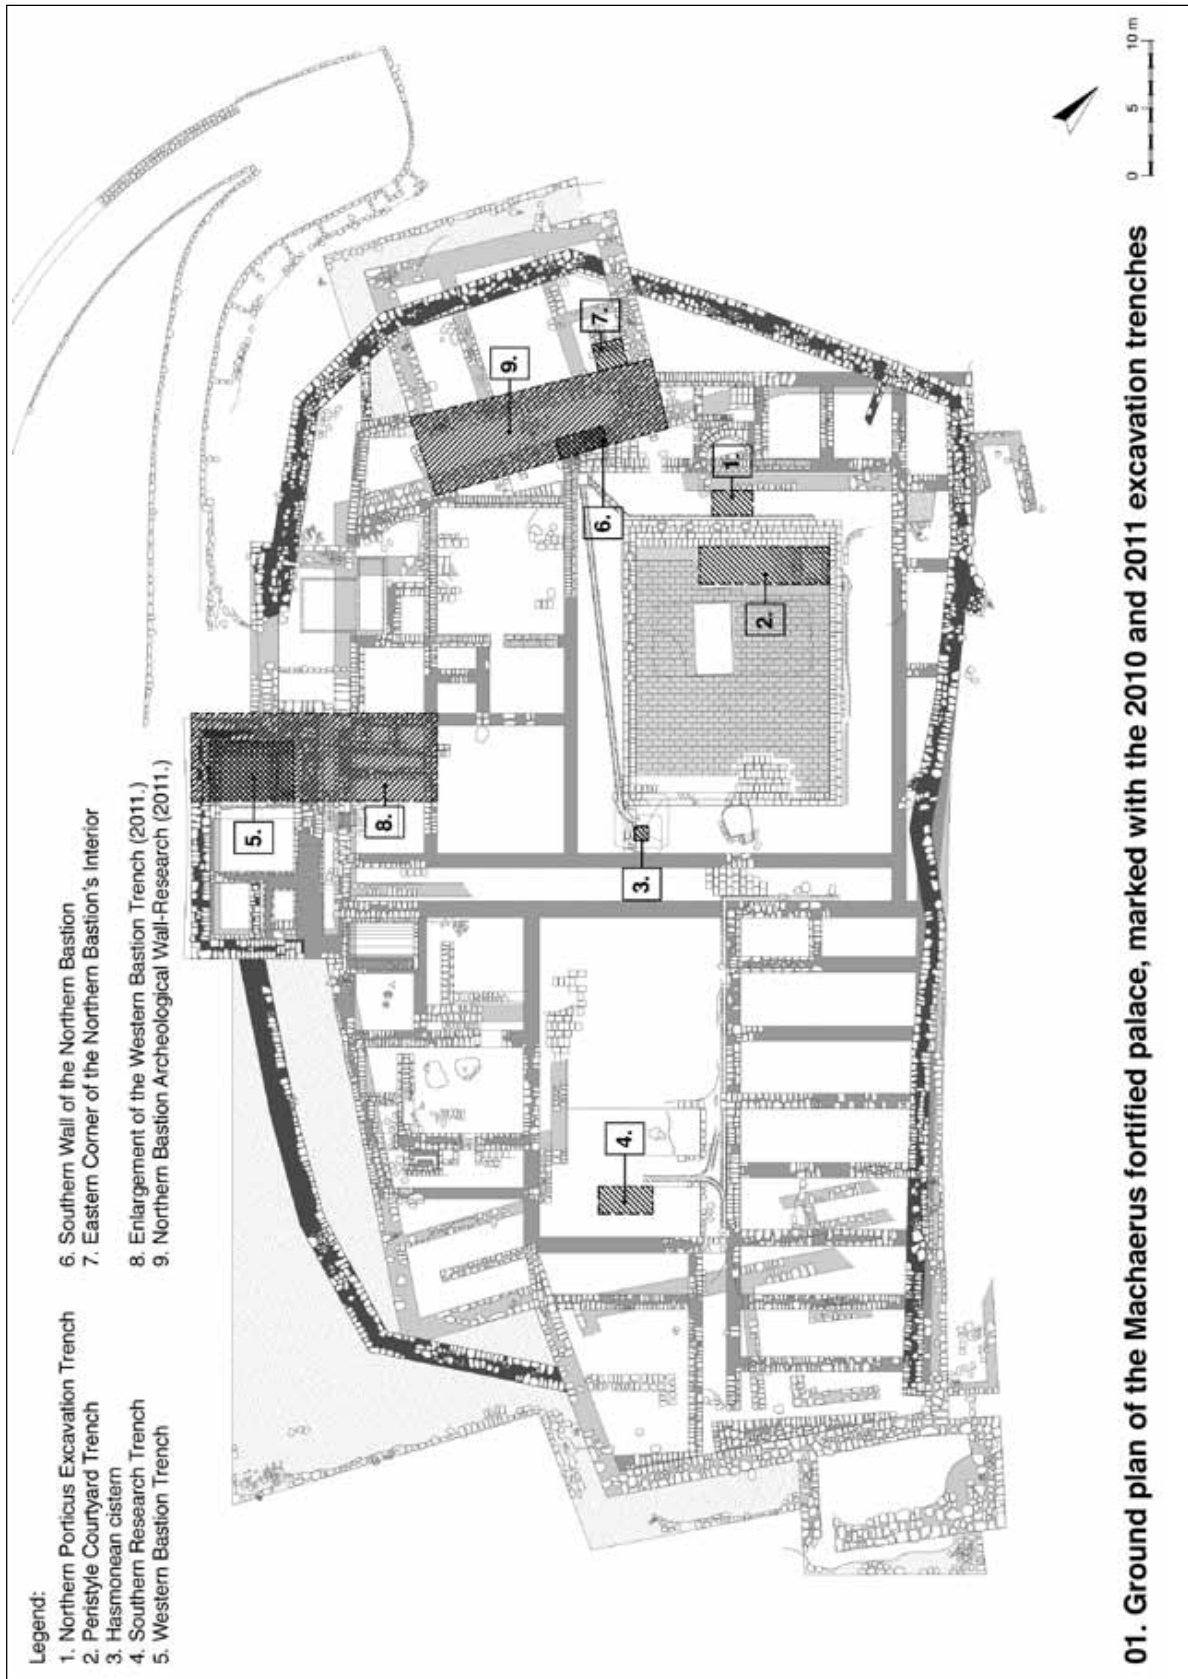 Legend:
1. Northern Porticus Excavation Trench
2. Peristyle Courtyard Trench
3. Hasmonean cistern
4. Southern Research Trench
5. Western Bastion Trench
6. Southern Wall of the Northern Bastion
7. Eastern Corner of the Northern Bastion's Interior
8. Enlargement of the Western Bastion Trench (2011.)
9. Northern Bastion Archeological Wall-Research (2011.)
5.
8.
9.
7.
6.
1.
2.
3.
4.
0 5 10 m
01. Ground plan of the Machaerus fortified palace, marked with the 2010 and 2011 excavation trenches